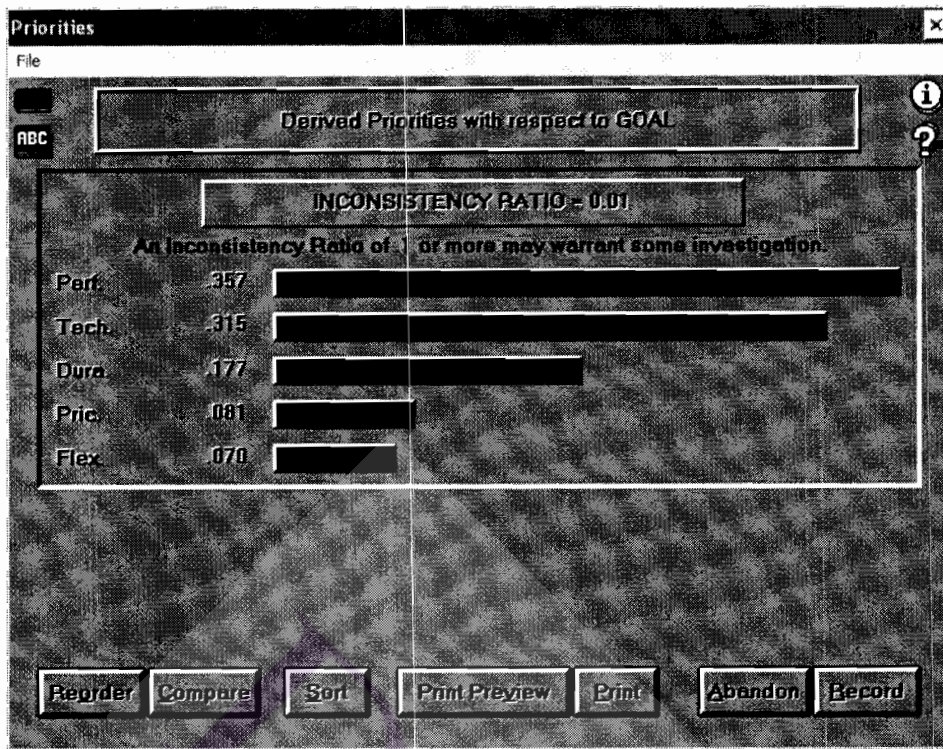 Priorities
File
ABC
Derived Priorities with respect to GOAL
INCONSISTENCY RATIO = 0.01
An Inconsistency Ratio of .1 or more may warrant some investigation.
Perf. .357
Tech. .315
Dura. .177
Pric. .081
Flex. .070
Reorder Compare Sort Print Preview Print Abandon Record